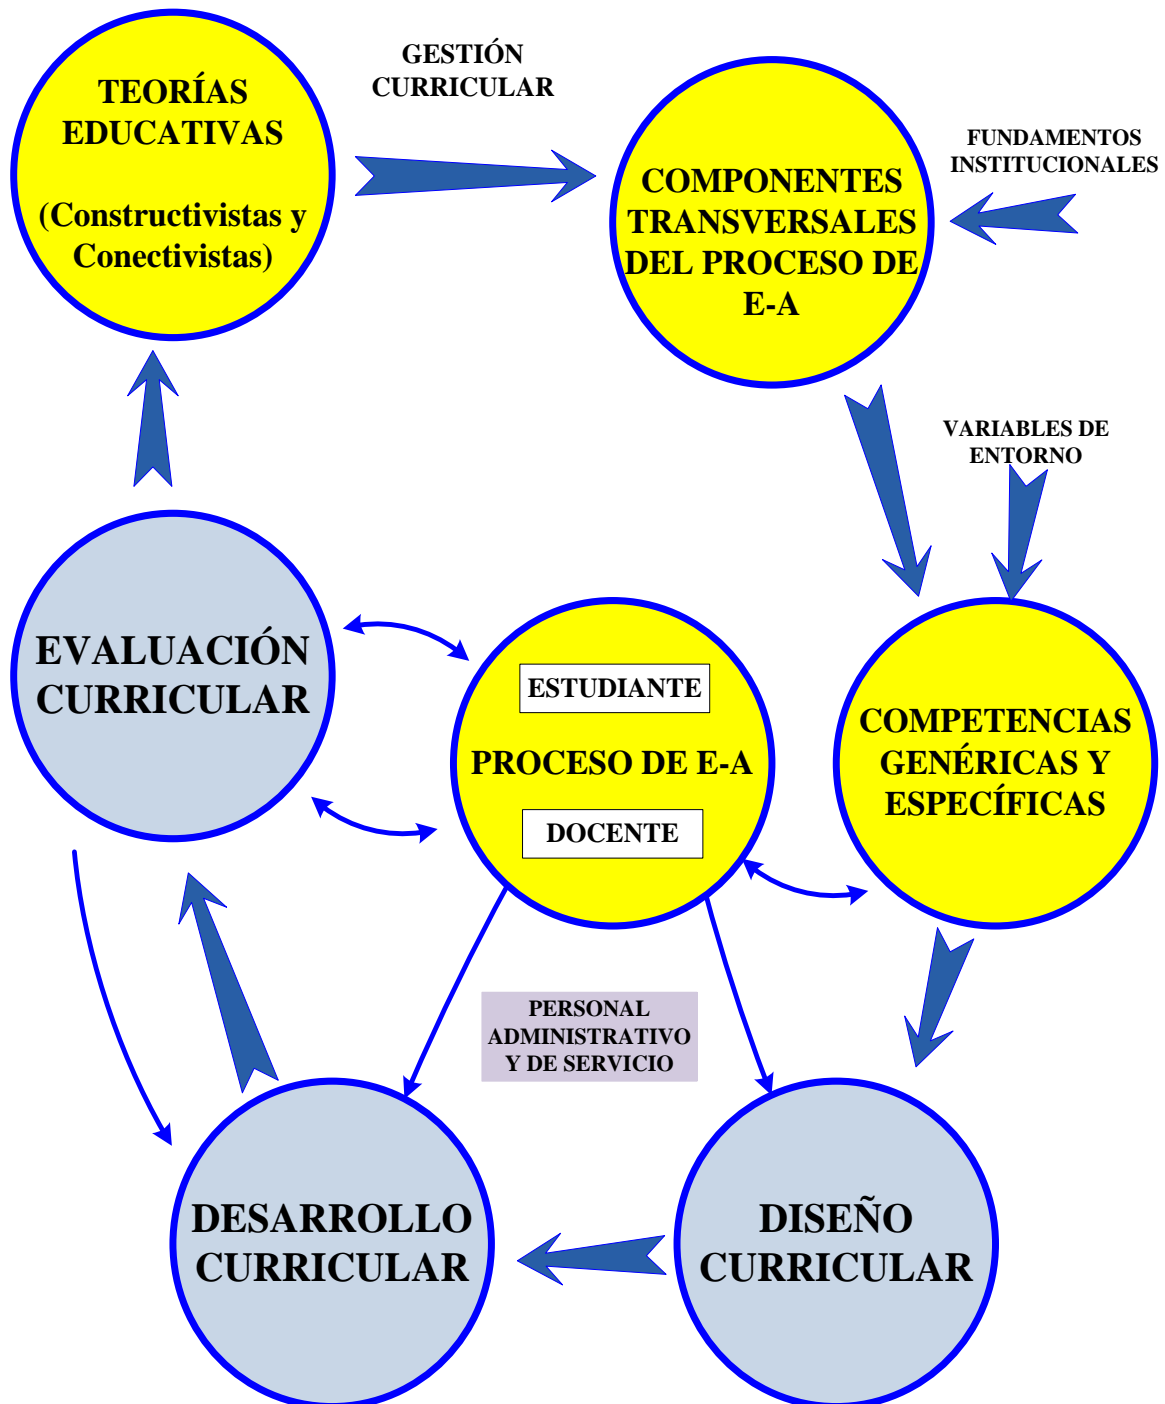 TEORÍAS
EDUCATIVAS
(Constructivistas y
Conectivistas)
GESTIÓN
CURRICULAR
COMPONENTES
TRANSVERSALES
DEL PROCESO DE
E-A
FUNDAMENTOS
INSTITUCIONALES
VARIABLES DE
ENTORNO
EVALUACIÓN
CURRICULAR
ESTUDIANTE
PROCESO DE E-A
DOCENTE
COMPETENCIAS
GENÉRICAS Y
ESPECÍFICAS
PERSONAL
ADMINISTRATIVO
Y DE SERVICIO
DESARROLLO
CURRICULAR
DISEÑO
CURRICULAR